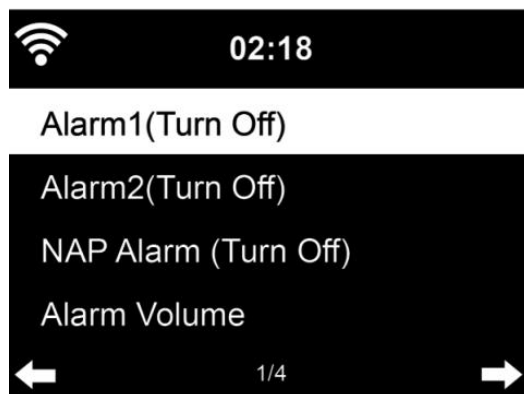 02:18
Alarm1(Turn Off)
Alarm2(Turn Off)
NAP Alarm (Turn Off)
Alarm Volume
1/4